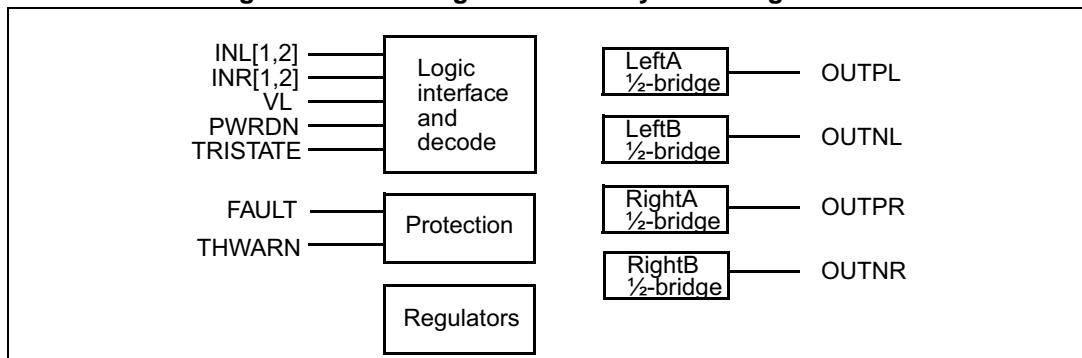 INL[1,2]
INR[1,2]
VL
PWRDN
TRISTATE
Logic
interface
and
decode
FAULT
THWARN
Protection
Regulators
LeftA
½-bridge
OUTPL
LeftB
½-bridge
OUTNL
RightA
½-bridge
OUTPR
RightB
½-bridge
OUTNR